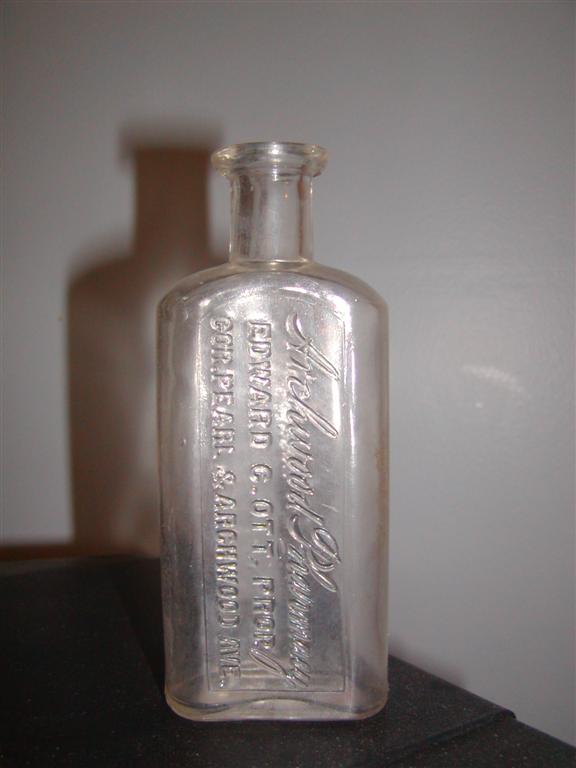 Archwood Pharmacy
EDWARD C. OTT. PROP.
COR. PEARL & ARCHWOOD AVE.